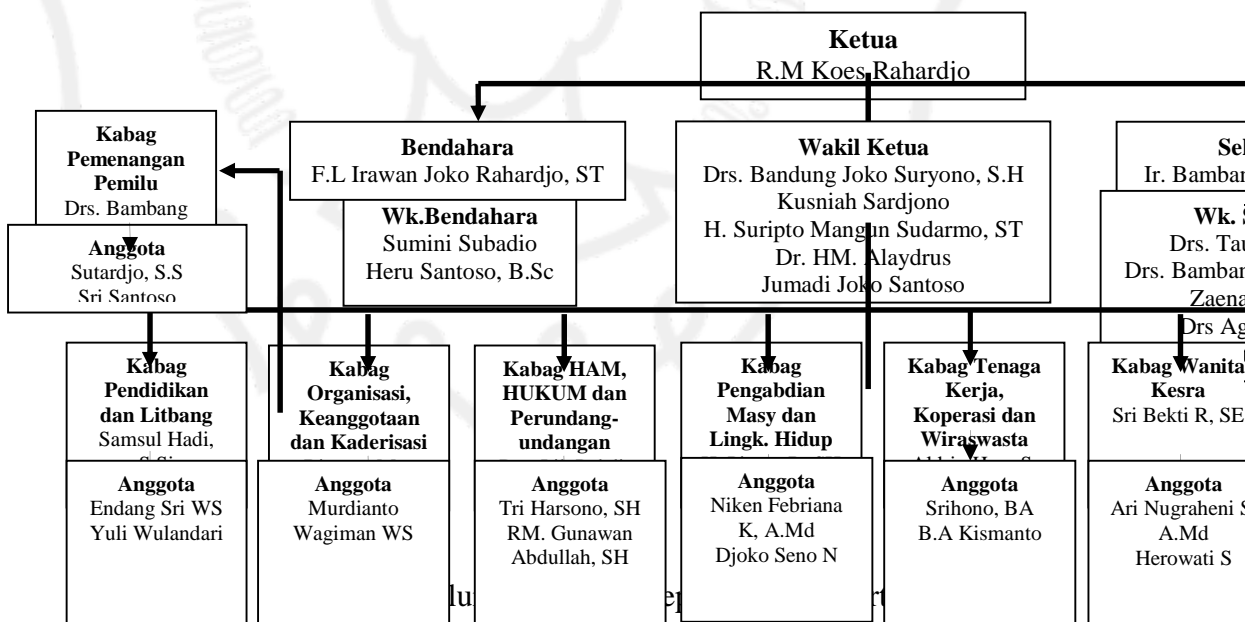 Ketua
R.M Koes Rahardjo
Kabag
Pemenangan
Pemilu
Drs. Bambang
Anggota
Sutardjo, S.S
Sri Santoso
Bendahara
F.L Irawan Joko Rahardjo, ST
Wk.Bendahara
Sumini Subadio
Heru Santoso, B.Sc
Wakil Ketua
Drs. Bandung Joko Suryono, S.H
Kusniah Sardjono
H. Suripto Mangun Sudarmo, ST
Dr. HM. Alaydrus
Jumadi Joko Santoso
Ir.
Wk.
Drs.
Drs.
Drs
Kabag
Pendidikan
dan Litbang
Samsul Hadi,
Anggota
Endang Sri WS
Yuli Wulandari
Kabag
Organisasi,
Keanggotaan
dan Kaderisasi
Anggota
Murdianto
Wagiman WS
Kabag HAM,
HUKUM dan
Perundang-
undangan
Anggota
Tri Harsono, SH
RM. Gunawan
Abdullah, SH
Kabag
Pengabdian
Masy dan
Lingk. Hidup
Anggota
Niken Febriana
K, A.Md
Djoko Seno N
Kabag Tenaga
Kerja,
Koperasi dan
Wiraswasta
Anggota
Srihono, BA
B.A Kismanto
Kabag Wanita
Kesra
Sri Bekti R, SE
Anggota
Ari Nugraheni S
A.Md
Herowati S